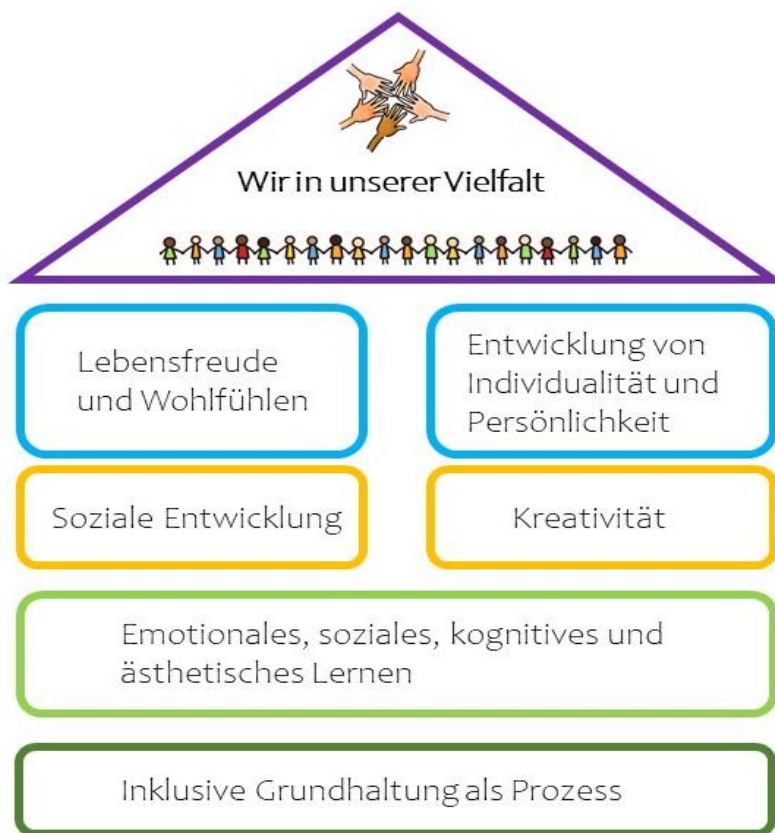 Wir in unserer Vielfalt
Lebensfreude
und Wohlfühlen
Entwicklung von
Individualität und
Persönlichkeit
Soziale Entwicklung
Kreativität
Emotionales, soziales, kognitives und
ästhetisches Lernen
Inklusive Grundhaltung als Prozess